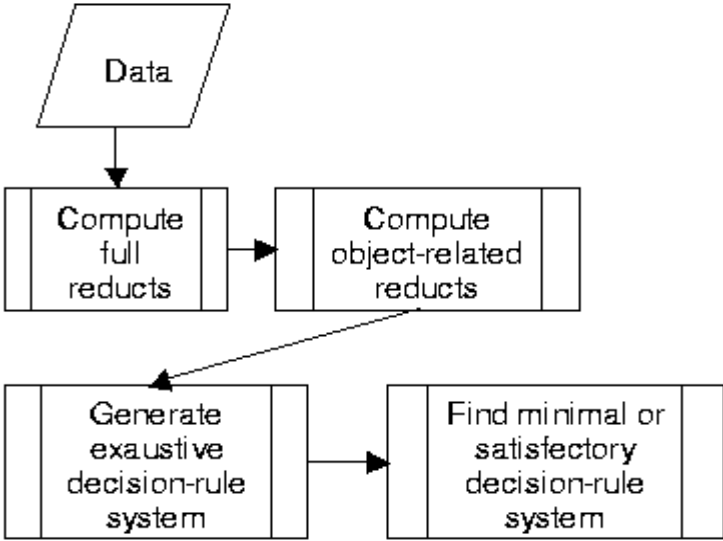 Data
Compute
full
reducts
Compute
object-related
reducts
Generate
exaustive
decision-rule
system
Find minimal or
satisfectory
decision-rule
system